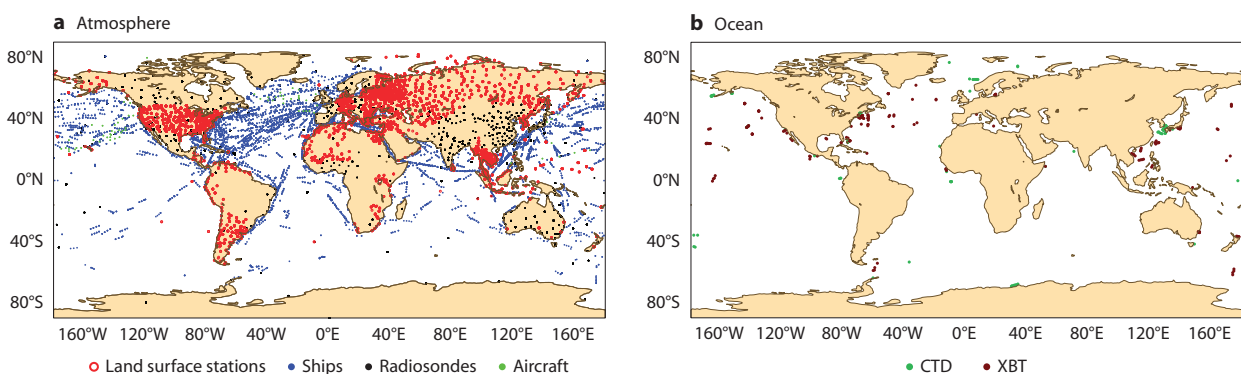 a Atmosphere
80°N
40°N
0°N
40°S
80°S
160°W 120°W 80°W 40°W 0°E 40°E 80°E 120°E 160°E
Land surface stations Ships Radiosondes Aircraft
b Ocean
80°N
40°N
0°N
40°S
80°S
160°W 120°W 80°W 40°W 0°E 40°E 80°E 120°E 160°E
CTD XBT